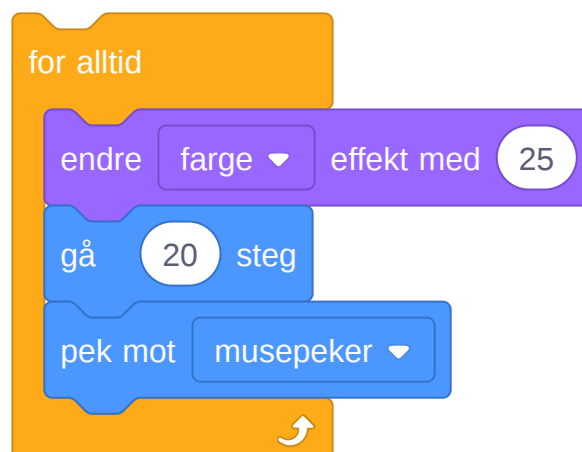 for alltid
endre farge effekt med 25
gå 20 steg
pek mot musepeker